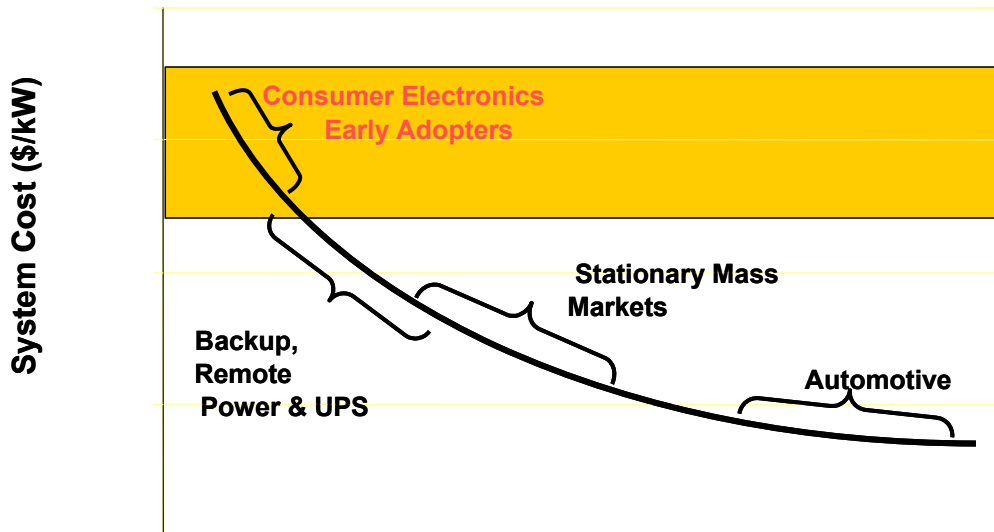 System Cost ($/kW)
Consumer Electronics
Early Adopters
Stationary Mass
Markets
Backup,
Remote
Power & UPS
Automotive